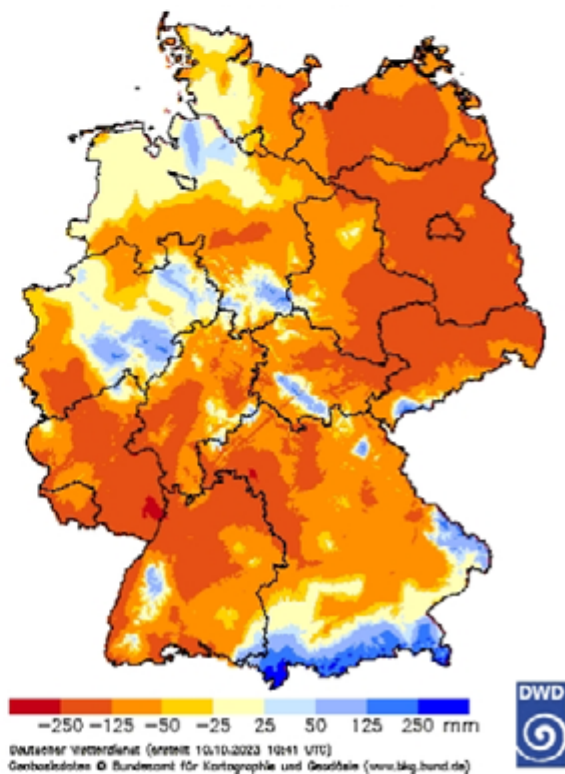 -250 -125 -50 -25 25 50 125 250 mm
DWD
Deutscher Wetterdienst (erstellt 10.10.2023 10:41 UTC)
Geobasisdaten © Bundesamt für Kartographie und Geodäsie (www.bkg.bund.de)